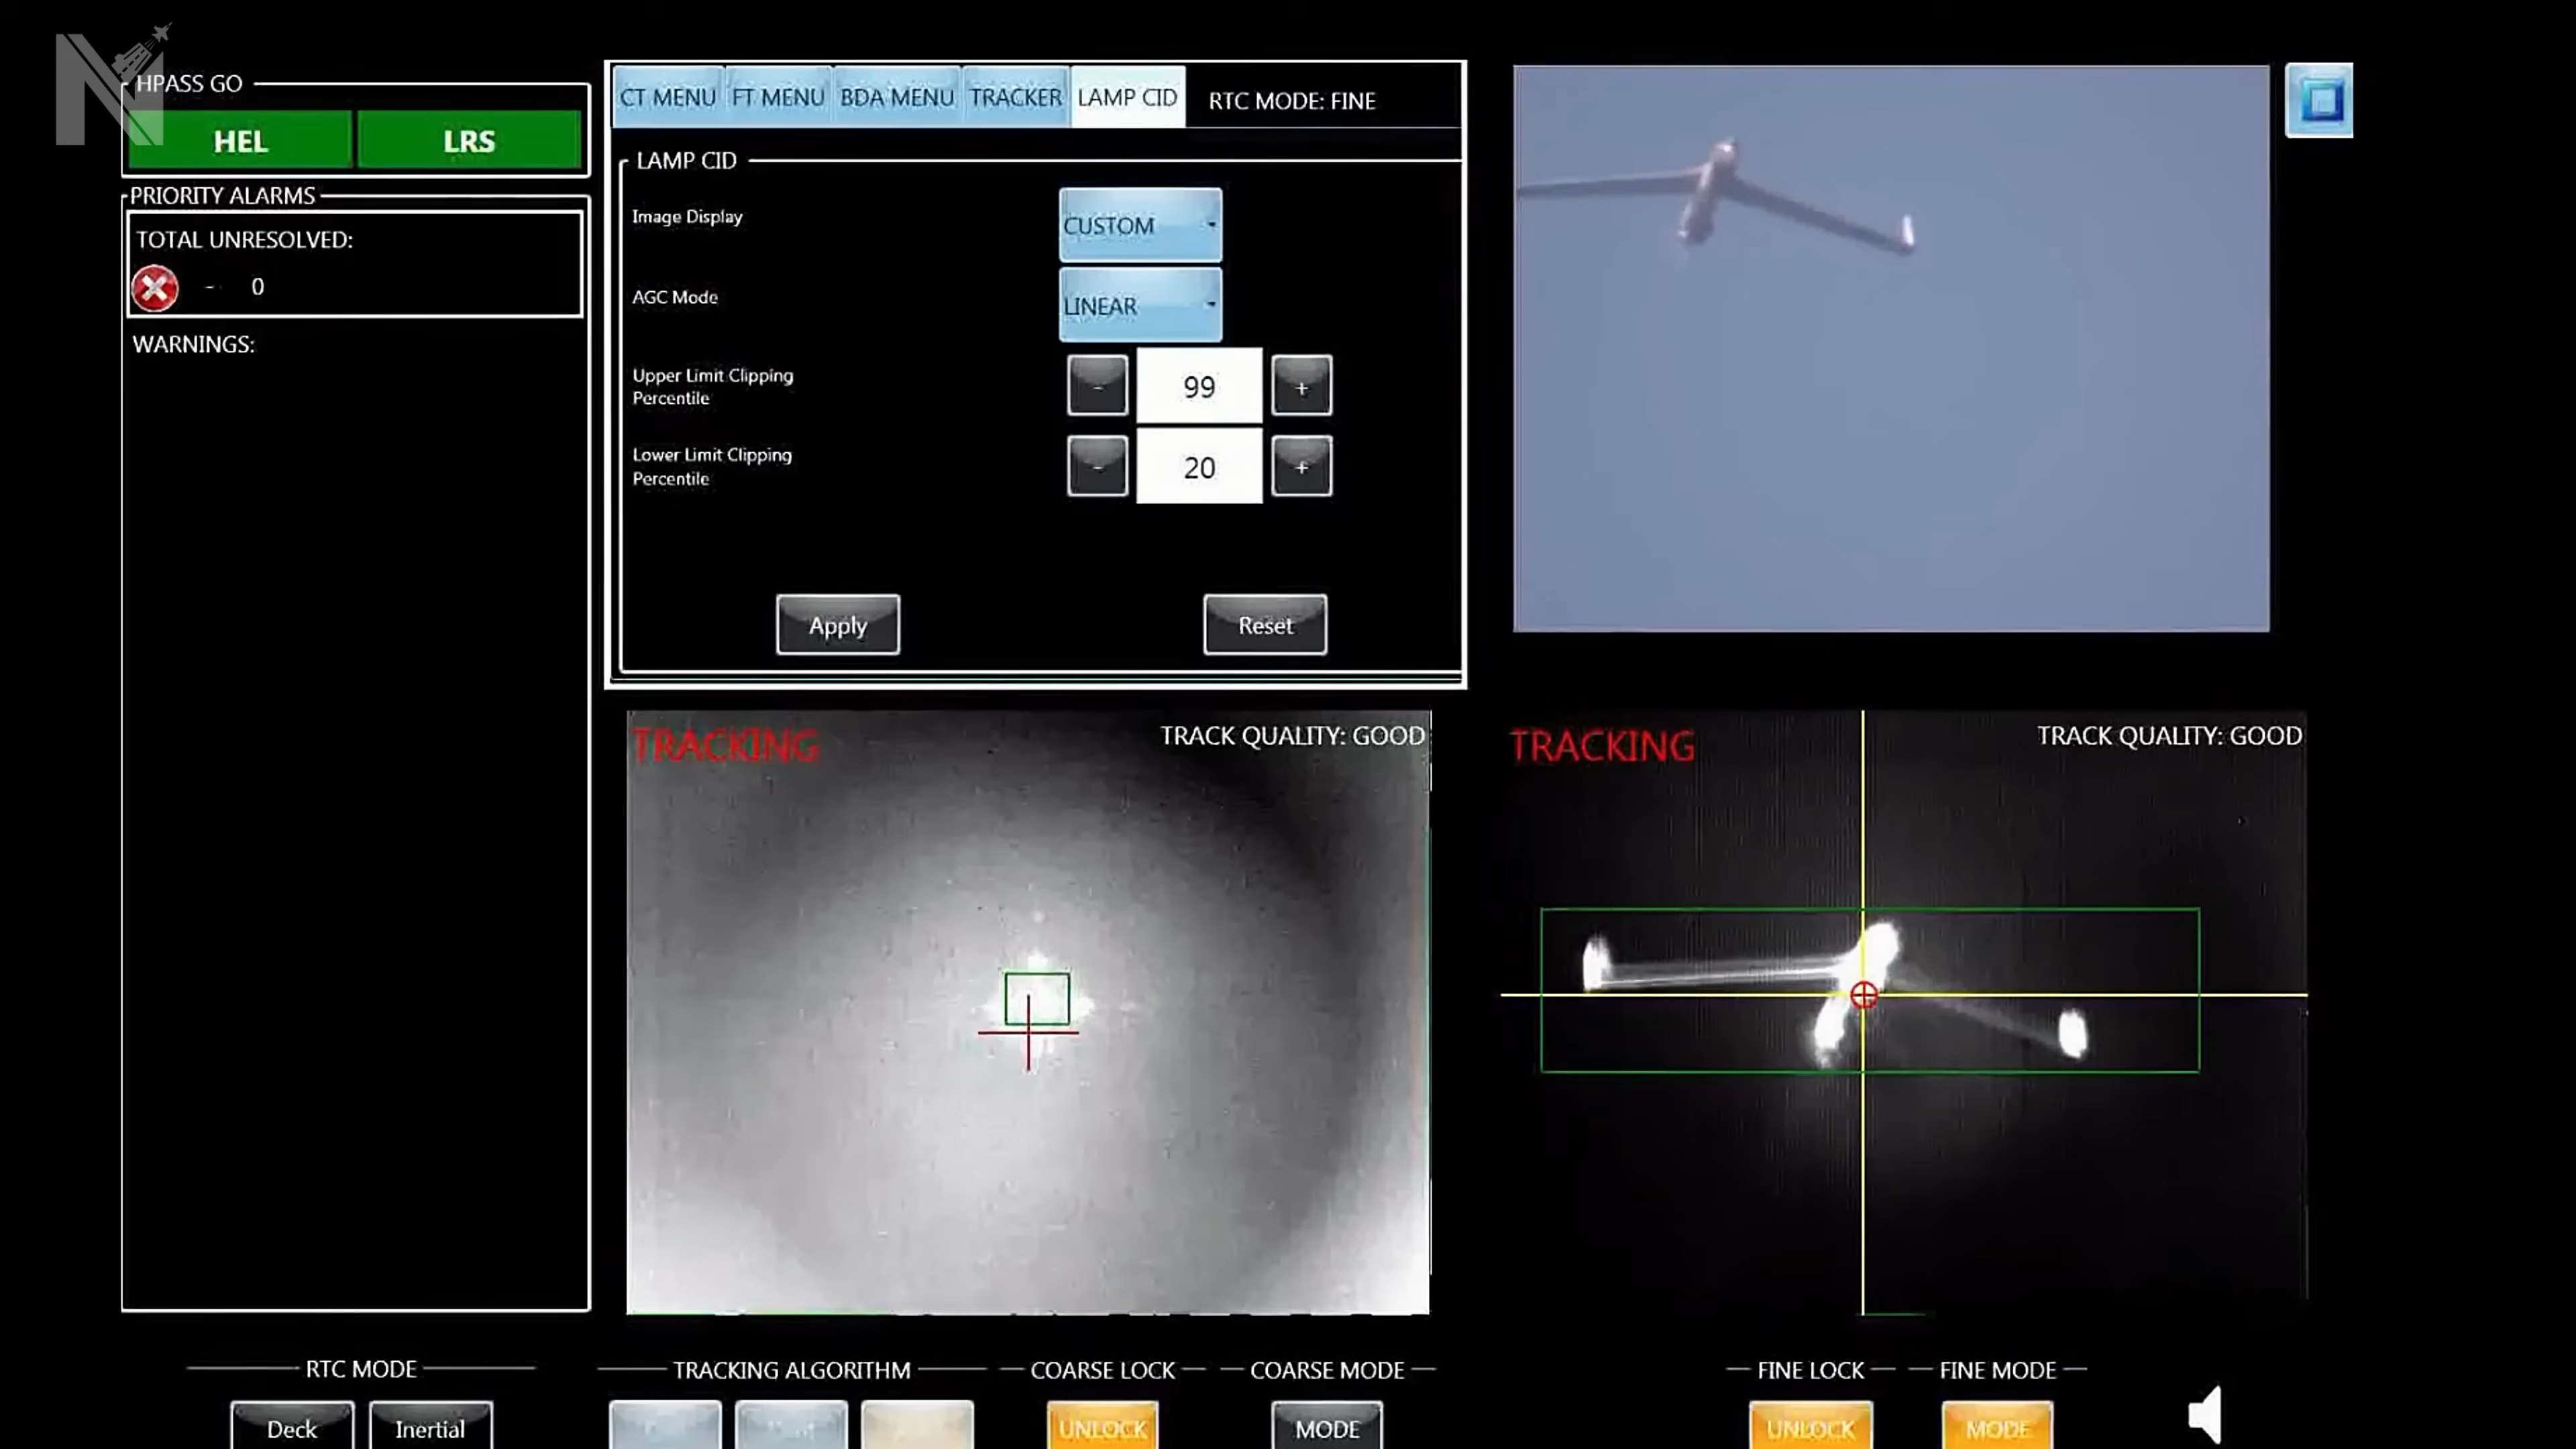 N
HPASS GO
HEL
LRS
PRIORITY ALARMS
TOTAL UNRESOLVED:
- 0
WARNINGS:
CT MENU
FT MENU
BDA MENU
TRACKER
LAMP CID
RTC MODE: FINE
LAMP CID
Image Display
CUSTOM
AGC Mode
LINEAR
Upper Limit Clipping
Percentile
- 99 +
Lower Limit Clipping
Percentile
- 20 +
Apply
Reset
TRACKING
TRACK QUALITY: GOOD
TRACKING
TRACK QUALITY: GOOD
RTC MODE
Deck
Inertial
TRACKING ALGORITHM
COARSE LOCK
UNLOCK
COARSE MODE
MODE
FINE LOCK
UNLOCK
FINE MODE
MODE